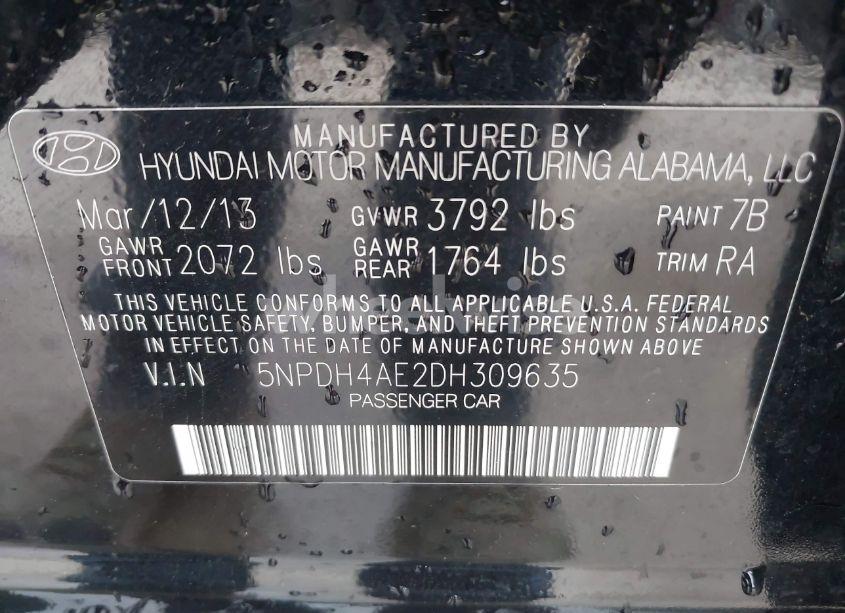 MANUFACTURED BY
HYUNDAI MOTOR MANUFACTURING ALABAMA, LLC
Mar/12/13 GVWR 3792 lbs PAINT 7B
GAWR FRONT 2072 lbs GAWR REAR 1764 lbs TRIM RA
THIS VEHICLE CONFORMS TO ALL APPLICABLE U.S.A. FEDERAL
MOTOR VEHICLE SAFETY, BUMPER, AND THEFT PREVENTION STANDARDS
IN EFFECT ON THE DATE OF MANUFACTURE SHOWN ABOVE
V.I.N 5NPDH4AE2DH309635
PASSENGER CAR